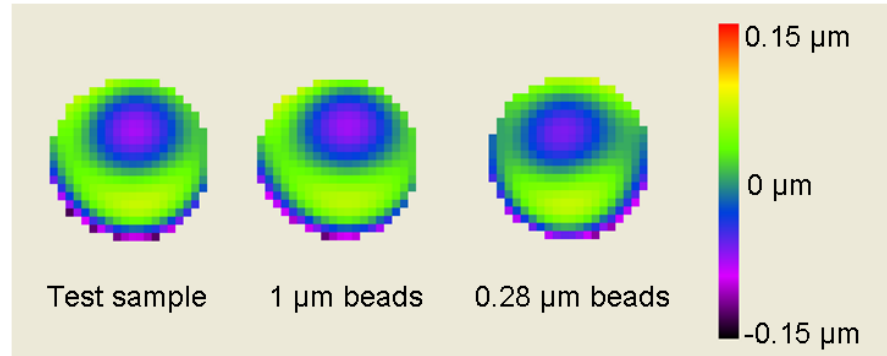 0.15 µm
0 µm
-0.15 µm
Test sample
1 µm beads
0.28 µm beads